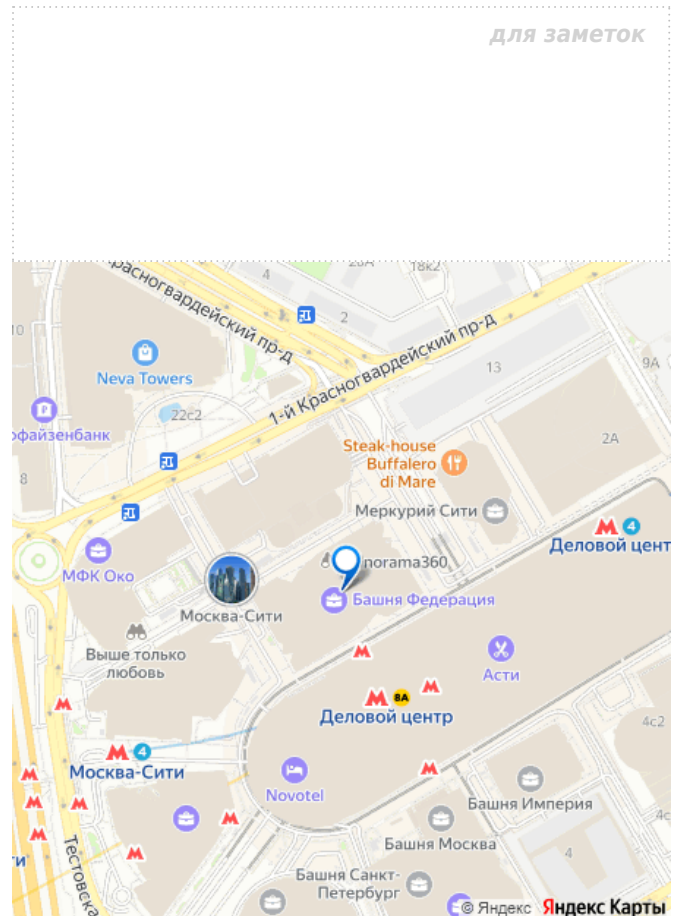 для заметок
20А
18к2
4
Красногвардейский пр-д
2
10
1-й Красногвардейский пр-д
13
9А
Neva Towers
22с2
Р
офайзенбанк
2А
8
Steak-house
Buffalero
di Mare
Меркурий Сити
4
Деловой цент
МФК Око
norama360
Башня Федерация
Москва-Сити
Выше только
любовь
Асти
8А
Деловой центр
4с2
4
Москва-Сити
Novotel
Башня Империя
4с
Башня Москва
4
ти
Тестовска
Башня Санкт-
Петербург
© Яндекс Яндекс Карты